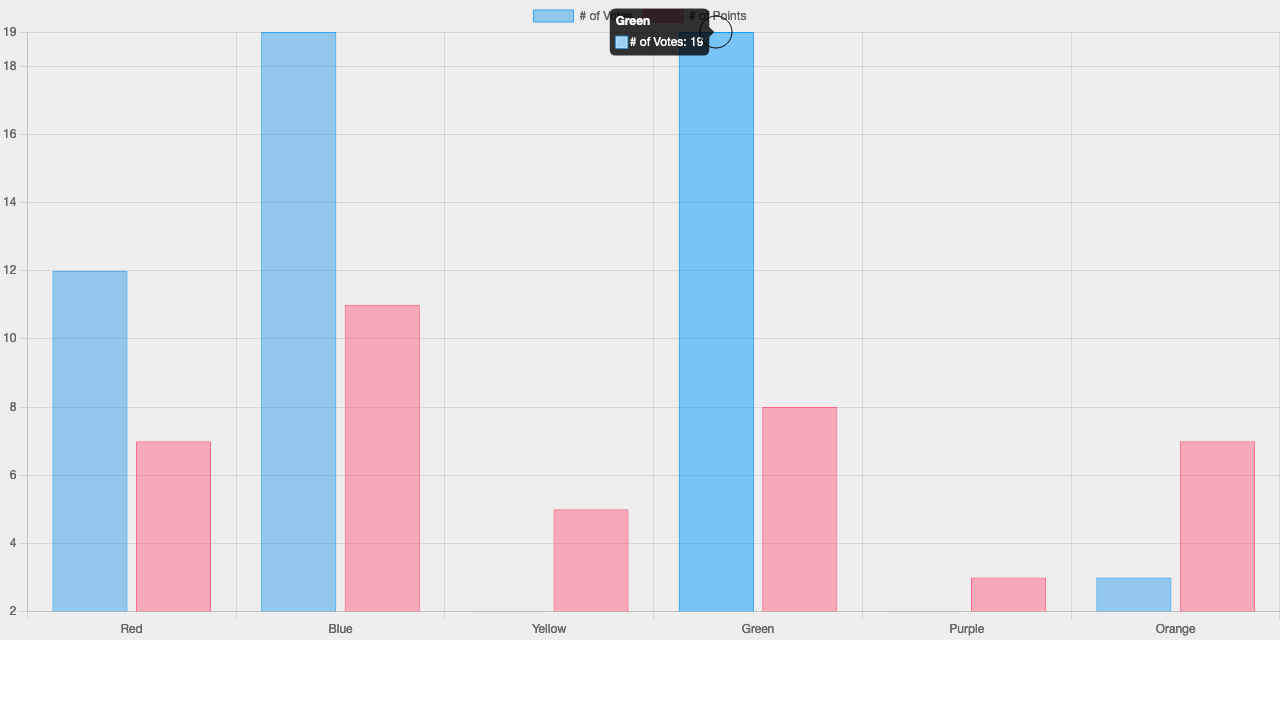 # of Votes # of Points
Green
# of Votes: 19
19
18
16
14
12
10
8
6
4
2
Red Blue Yellow Green Purple Orange